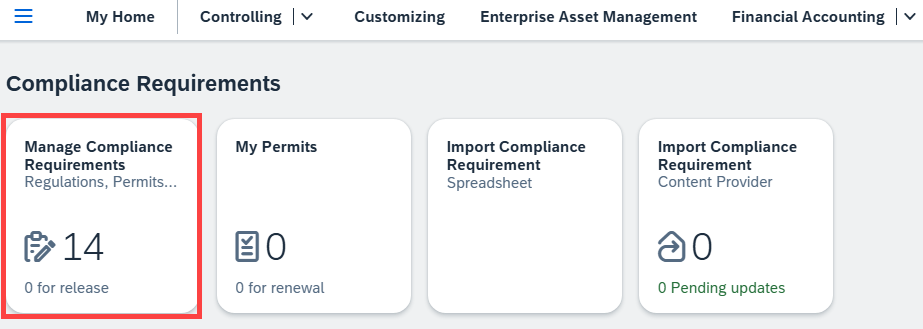 My Home Controlling Customizing Enterprise Asset Management Financial Accounting
Compliance Requirements
Manage Compliance
Requirements
Regulations, Permits...
14
0 for release
My Permits
0
0 for renewal
Import Compliance
Requirement
Spreadsheet
Import Compliance
Requirement
Content Provider
0
0 Pending updates